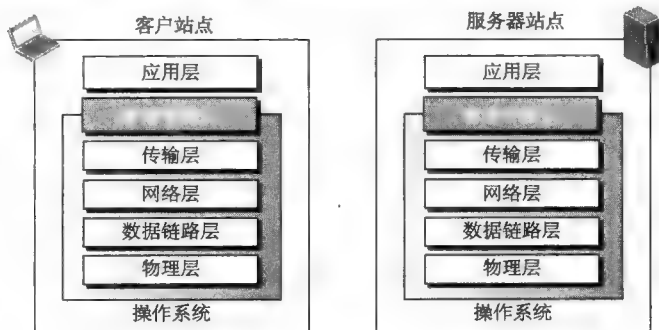 客户站点
应用层
传输层
网络层
数据链路层
物理层
操作系统
服务器站点
应用层
传输层
网络层
数据链路层
物理层
操作系统